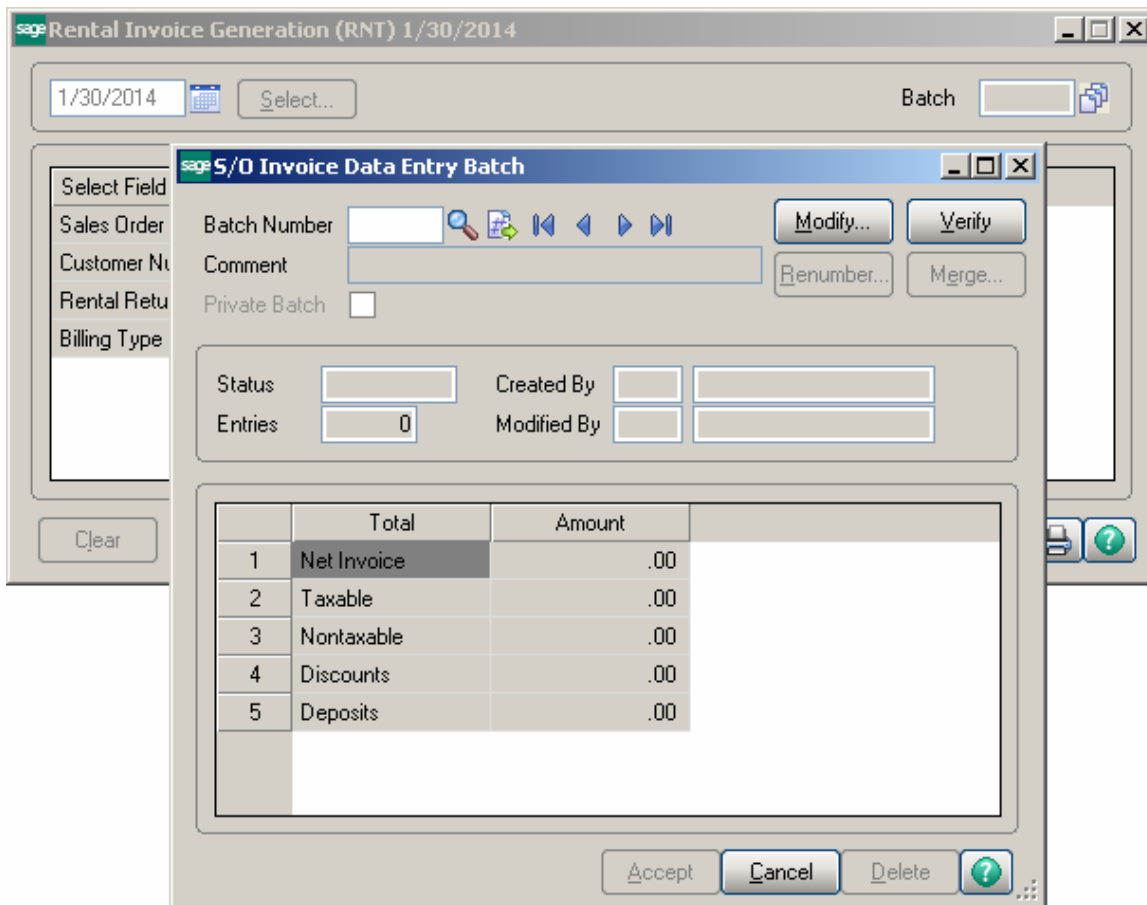 sage Rental Invoice Generation (RNT) 1/30/2014
1/30/2014 Select... Batch
sage S/O Invoice Data Entry Batch
Select Field
Sales Order
Customer Nu
Rental Retu
Billing Type
Clear
Batch Number Modify... Verify
Comment Renumber... Merge...
Private Batch
Status Created By
Entries 0 Modified By
Total Amount
1 Net Invoice .00
2 Taxable .00
3 Nontaxable .00
4 Discounts .00
5 Deposits .00
Accept Cancel Delete ?
?